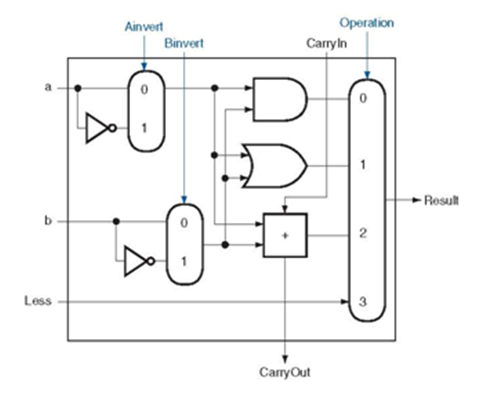 Operation
Ainvert
Binvert
CarryIn
a
0
1
0
1
b
0
1
+
2
Less
3
Result
CarryOut